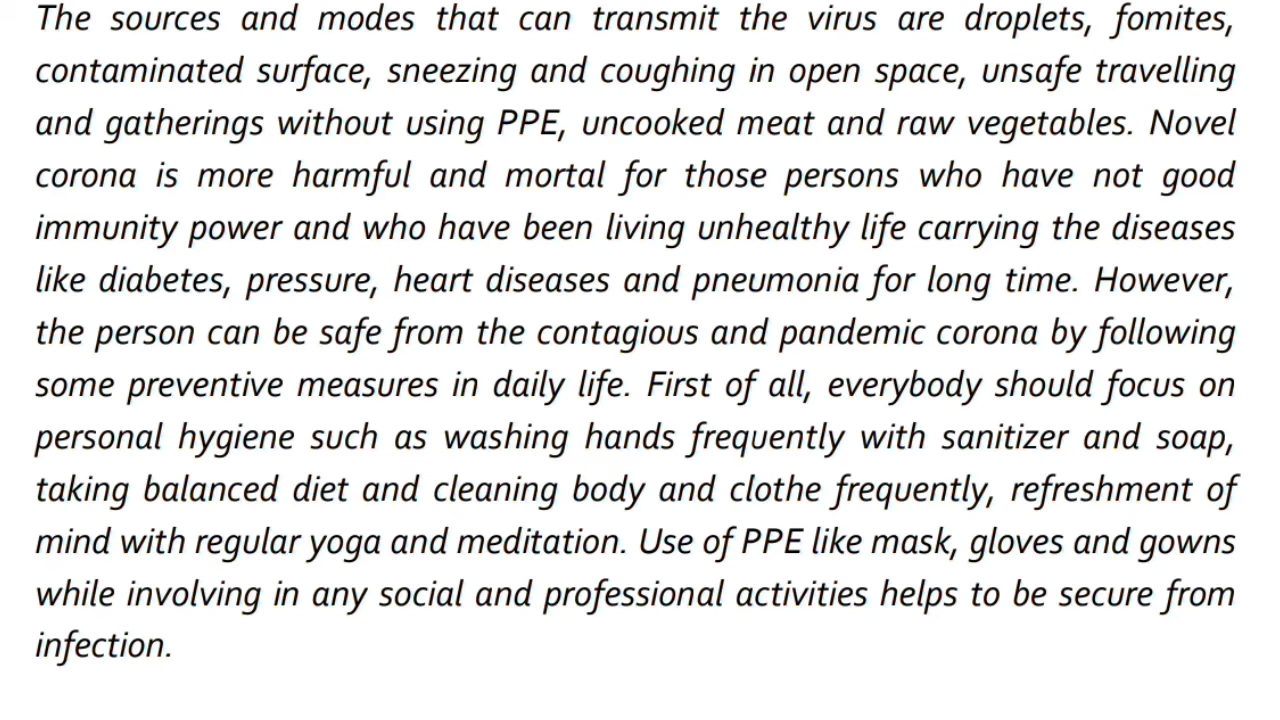 The sources and modes that can transmit the virus are droplets, fomites,
contaminated surface, sneezing and coughing in open space, unsafe travelling
and gatherings without using PPE, uncooked meat and raw vegetables. Novel
corona is more harmful and mortal for those persons who have not good
immunity power and who have been living unhealthy life carrying the diseases
like diabetes, pressure, heart diseases and pneumonia for long time. However,
the person can be safe from the contagious and pandemic corona by following
some preventive measures in daily life. First of all, everybody should focus on
personal hygiene such as washing hands frequently with sanitizer and soap,
taking balanced diet and cleaning body and clothe frequently, refreshment of
mind with regular yoga and meditation. Use of PPE like mask, gloves and gowns
while involving in any social and professional activities helps to be secure from
infection.